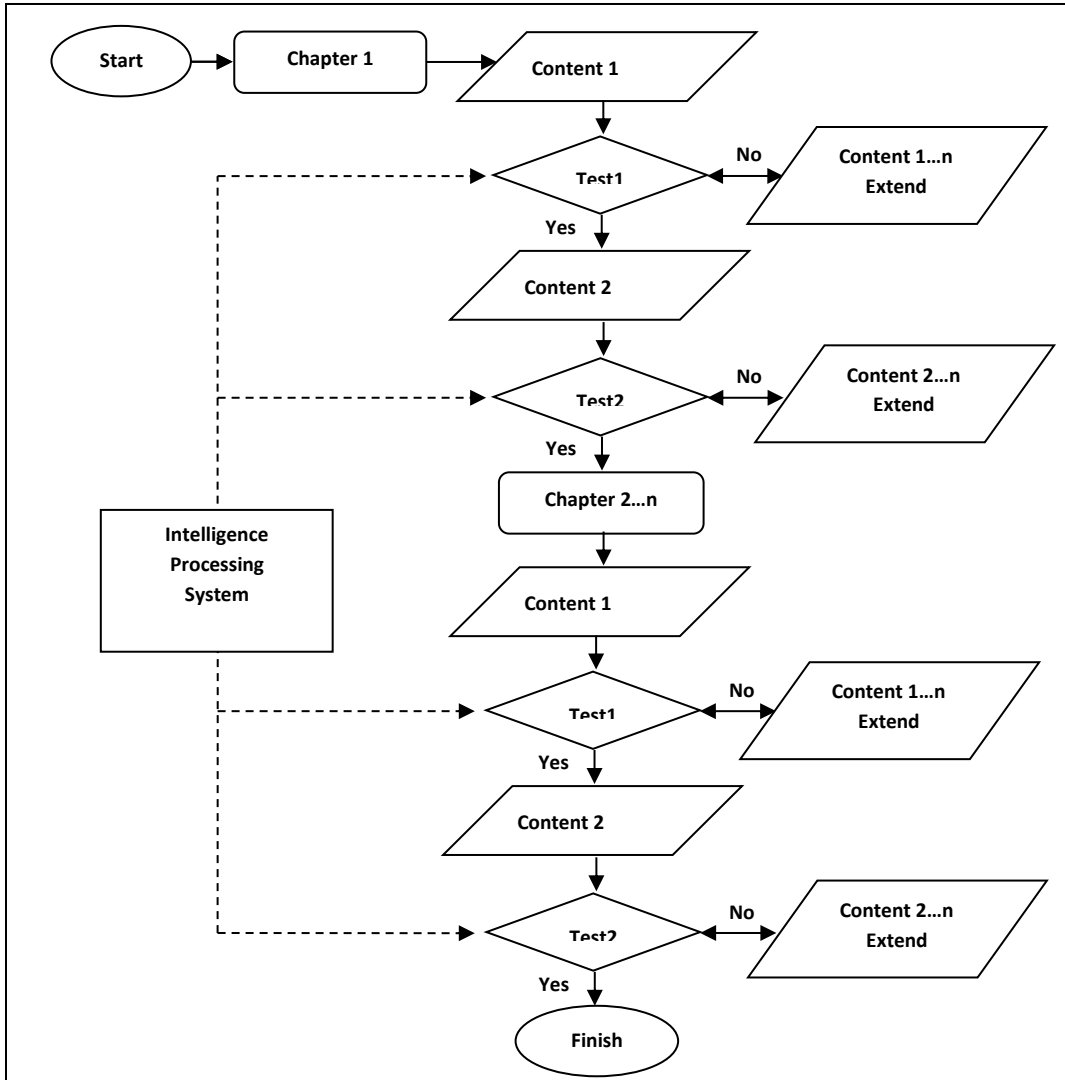 Start
Chapter 1
Content 1
Test1
No
Content 1...n
Extend
Yes
Content 2
Test2
No
Content 2...n
Extend
Yes
Chapter 2...n
Intelligence
Processing
System
Content 1
Test1
No
Content 1...n
Extend
Yes
Content 2
Test2
No
Content 2...n
Extend
Yes
Finish